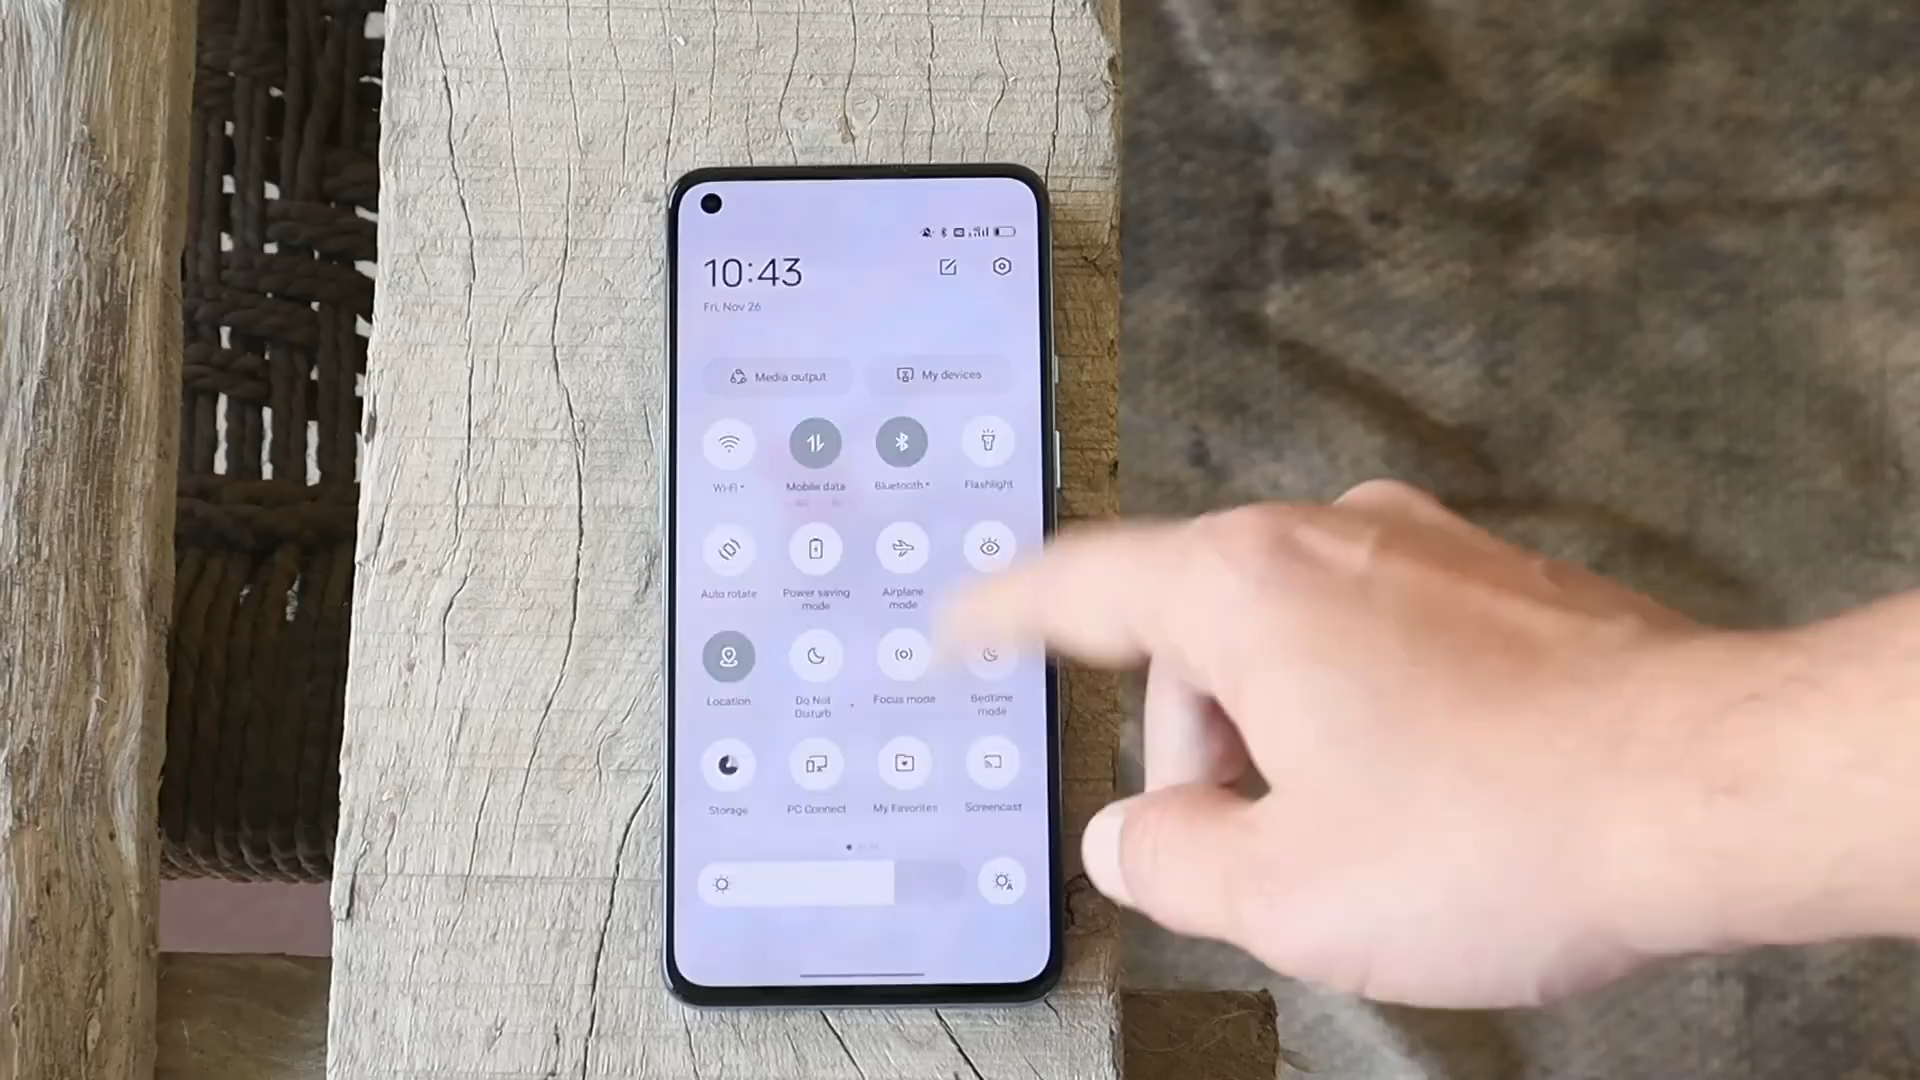 10:43
Fri, Nov 26
Media output
My devices
Wi-Fi
Mobile data
Bluetooth
Flashlight
Auto rotate
Power saving
mode
Airplane
mode
Location
Do Not
Disturb
Focus mode
Bedtime
mode
Storage
PC Connect
My Favorites
Screencast
A